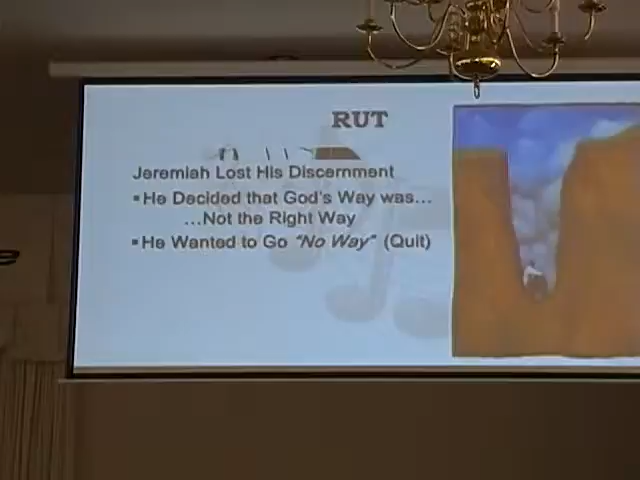 RUT
Jeremiah Lost His Discernment
▪He Decided that God's Way was...
...Not the Right Way
▪He Wanted to Go "No Way" (Quit)